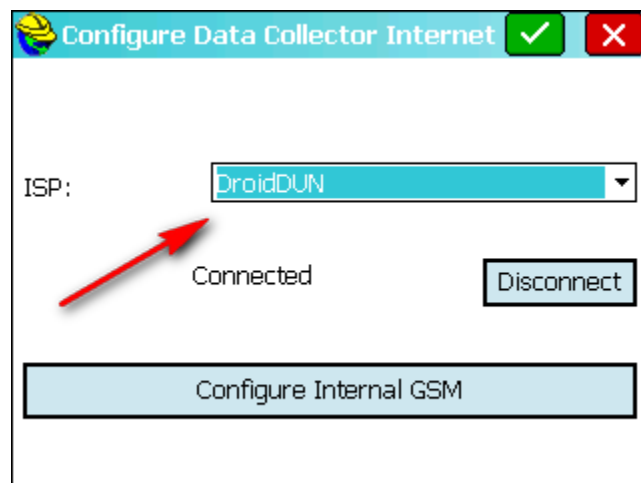 Configure Data Collector Internet
ISP: DroidDUN
Connected Disconnect
Configure Internal GSM